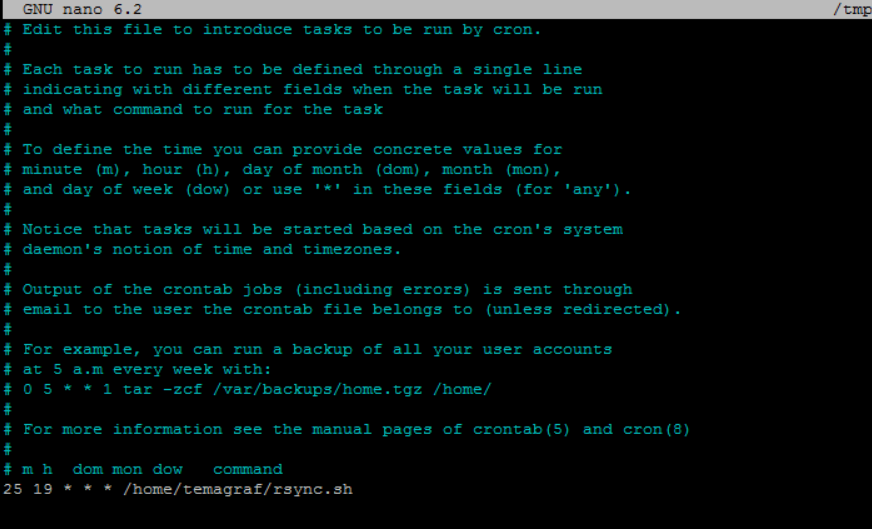 GNU nano 6.2 /tmp
# Edit this file to introduce tasks to be run by cron.
#
# Each task to run has to be defined through a single line
# indicating with different fields when the task will be run
# and what command to run for the task
#
# To define the time you can provide concrete values for
# minute (m), hour (h), day of month (dom), month (mon),
# and day of week (dow) or use '*' in these fields (for 'any').
#
# Notice that tasks will be started based on the cron's system
# daemon's notion of time and timezones.
#
# Output of the crontab jobs (including errors) is sent through
# email to the user the crontab file belongs to (unless redirected).
#
# For example, you can run a backup of all your user accounts
# at 5 a.m every week with:
# 0 5 * * 1 tar -zcf /var/backups/home.tgz /home/
#
# For more information see the manual pages of crontab(5) and cron(8)
#
# m h  dom mon dow   command
25 19 * * * /home/temagraf/rsync.sh